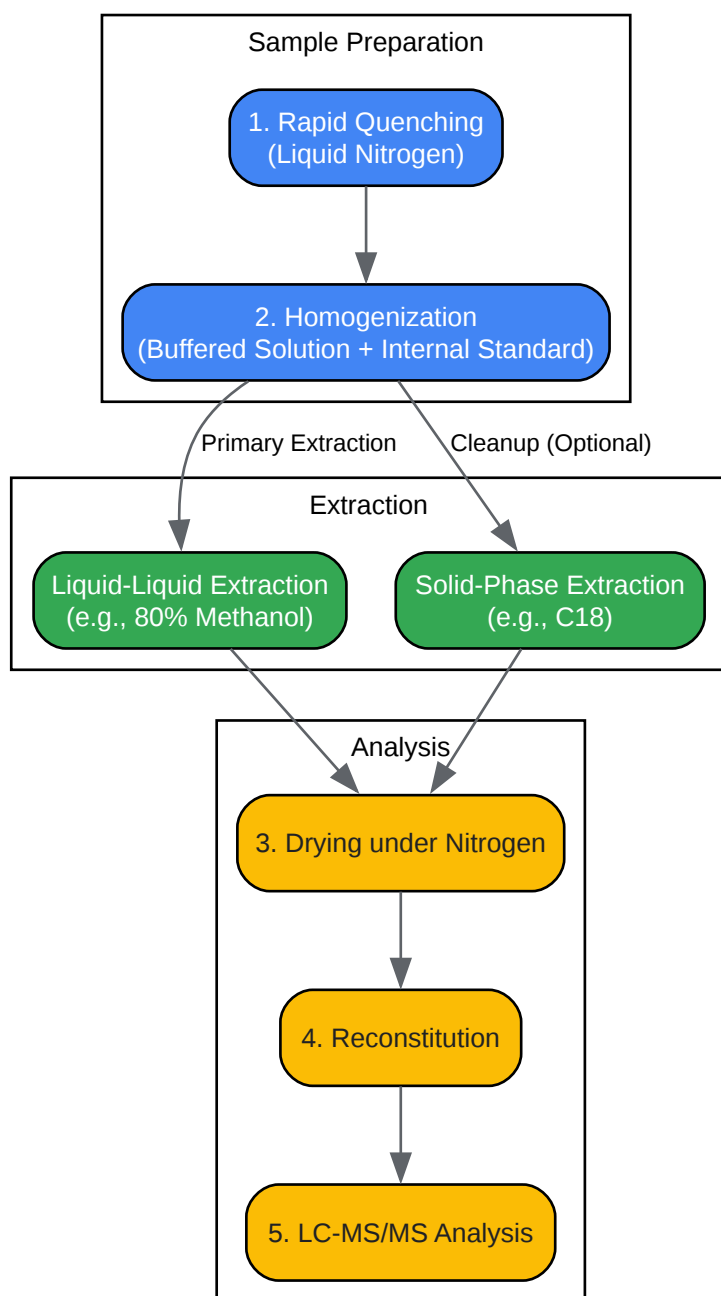 Sample Preparation
1. Rapid Quenching
(Liquid Nitrogen)
2. Homogenization
(Buffered Solution + Internal Standard)
Primary Extraction
Cleanup (Optional)
Extraction
Liquid-Liquid Extraction
(e.g., 80% Methanol)
Solid-Phase Extraction
(e.g., C18)
Analysis
3. Drying under Nitrogen
4. Reconstitution
5. LC-MS/MS Analysis